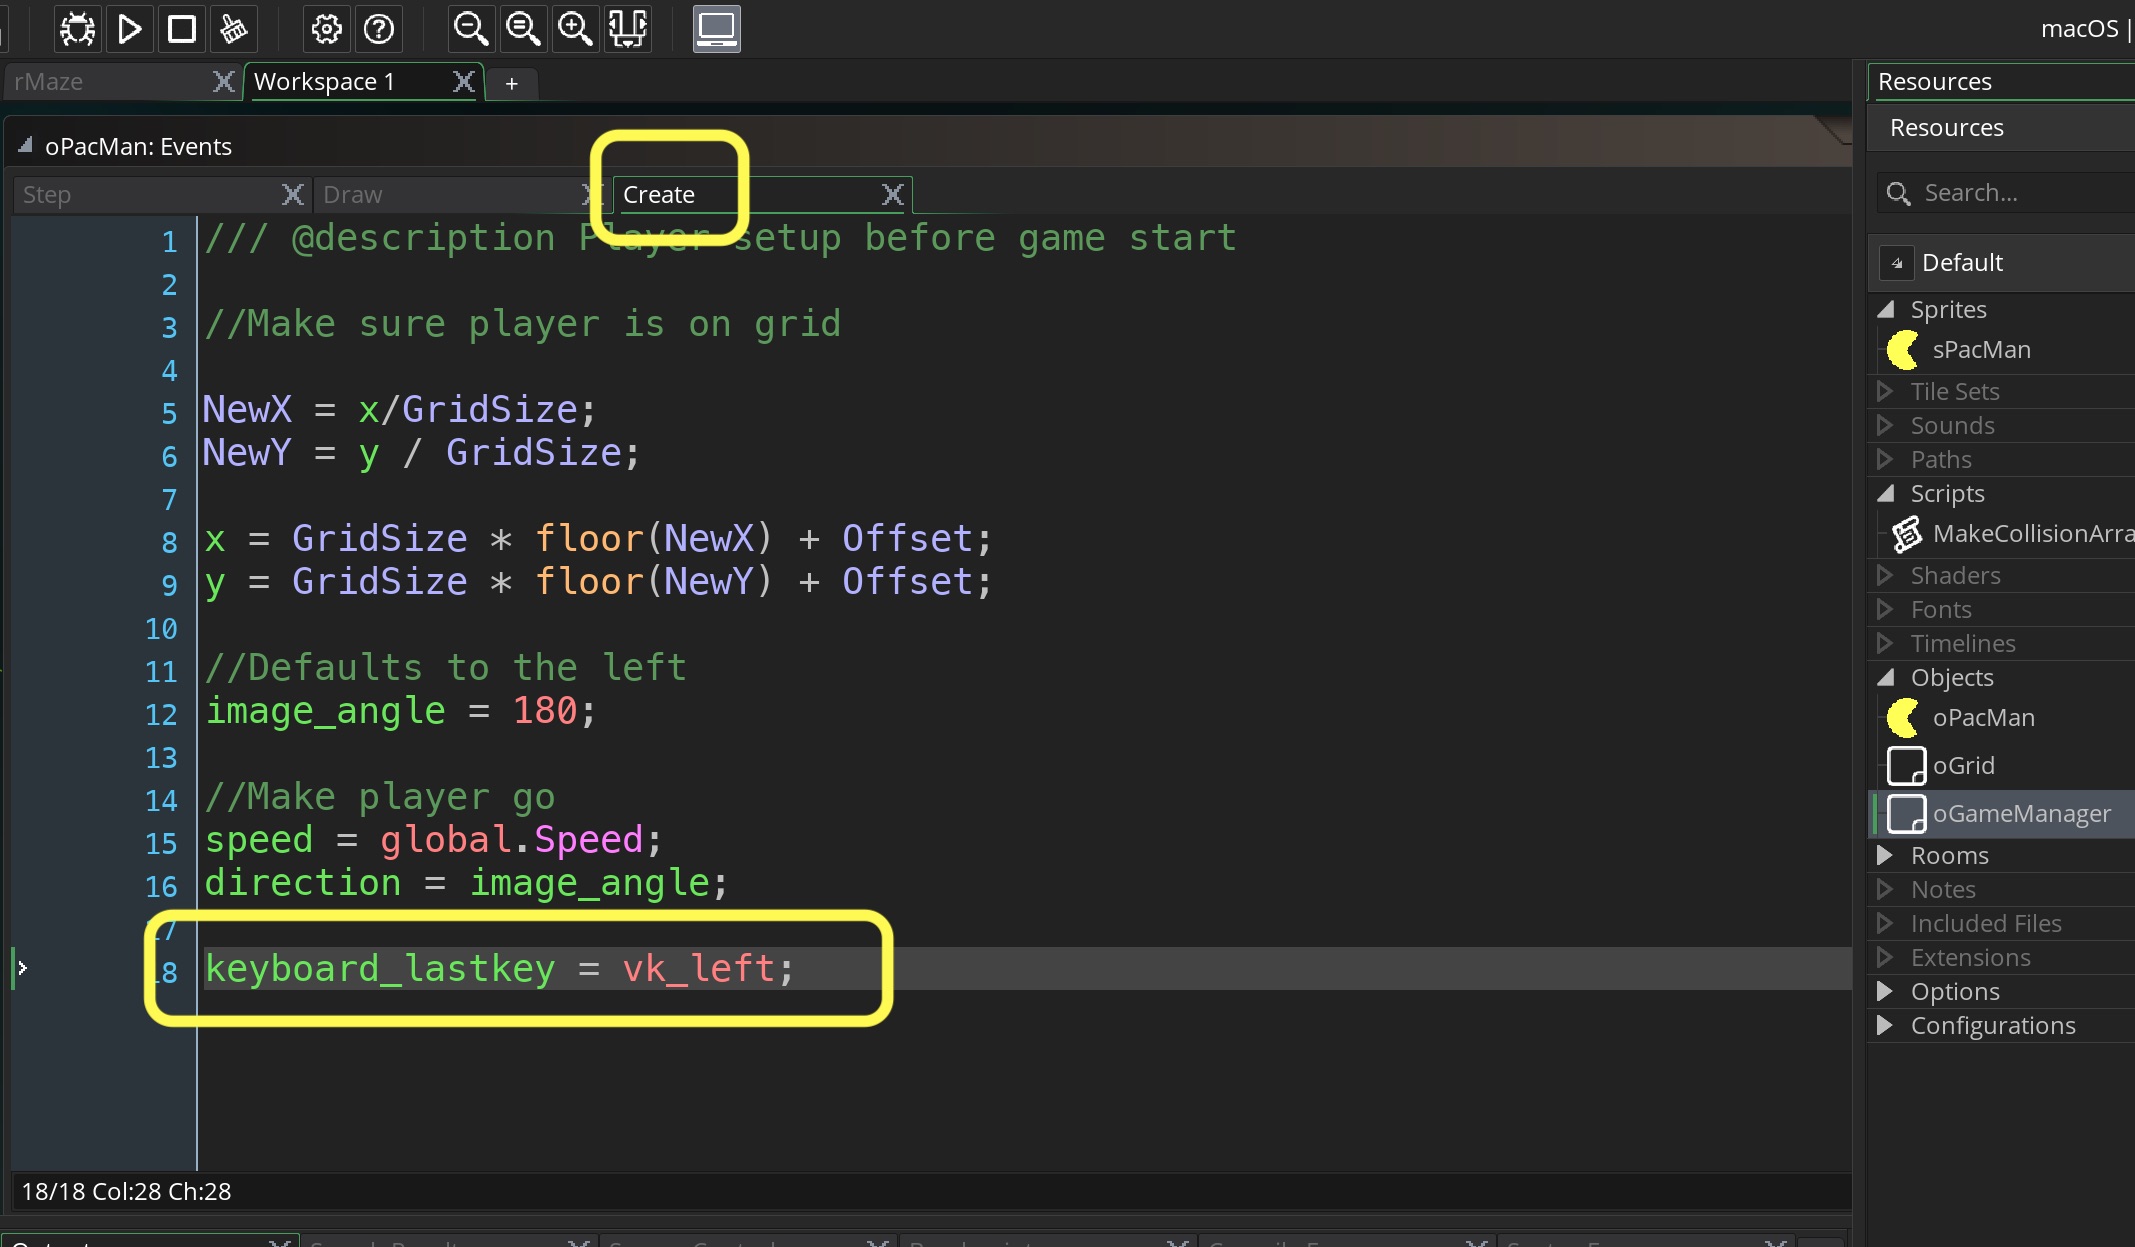 macOS |
rMaze
Workspace 1
+
Resources
oPacMan: Events
Resources
Step
Draw
Create
Search...
1 /// @description Player setup before game start
2
3 //Make sure player is on grid
4
5 NewX = x/GridSize;
6 NewY = y / GridSize;
7
8 x = GridSize * floor(NewX) + Offset;
9 y = GridSize * floor(NewY) + Offset;
10
11 //Defaults to the left
12 image_angle = 180;
13
14 //Make player go
15 speed = global.Speed;
16 direction = image_angle;
17
18 keyboard_lastkey = vk_left;
18/18 Col:28 Ch:28
Default
Sprites
sPacMan
Tile Sets
Sounds
Paths
Scripts
MakeCollisionArra
Shaders
Fonts
Timelines
Objects
oPacMan
oGrid
oGameManager
Rooms
Notes
Included Files
Extensions
Options
Configurations